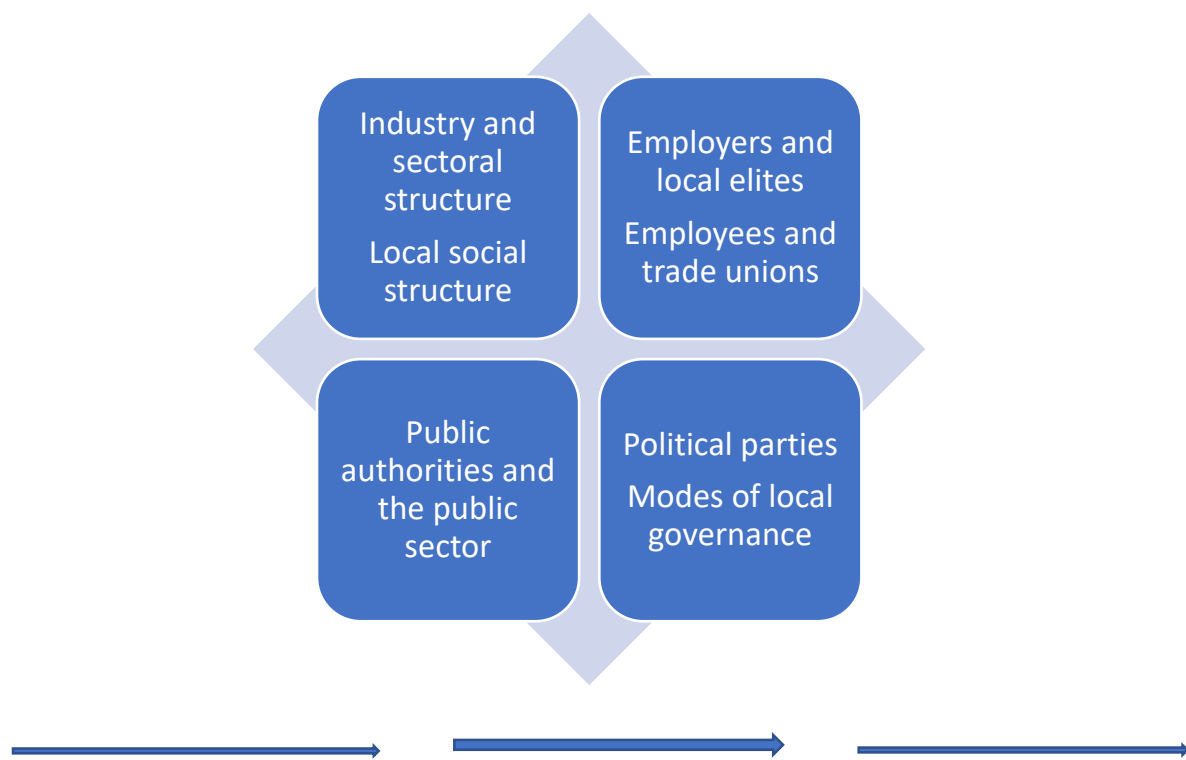 Industry and
sectoral
structure
Local social
structure
Employers and
local elites
Employees and
trade unions
Public
authorities and
the public
sector
Political parties
Modes of local
governance